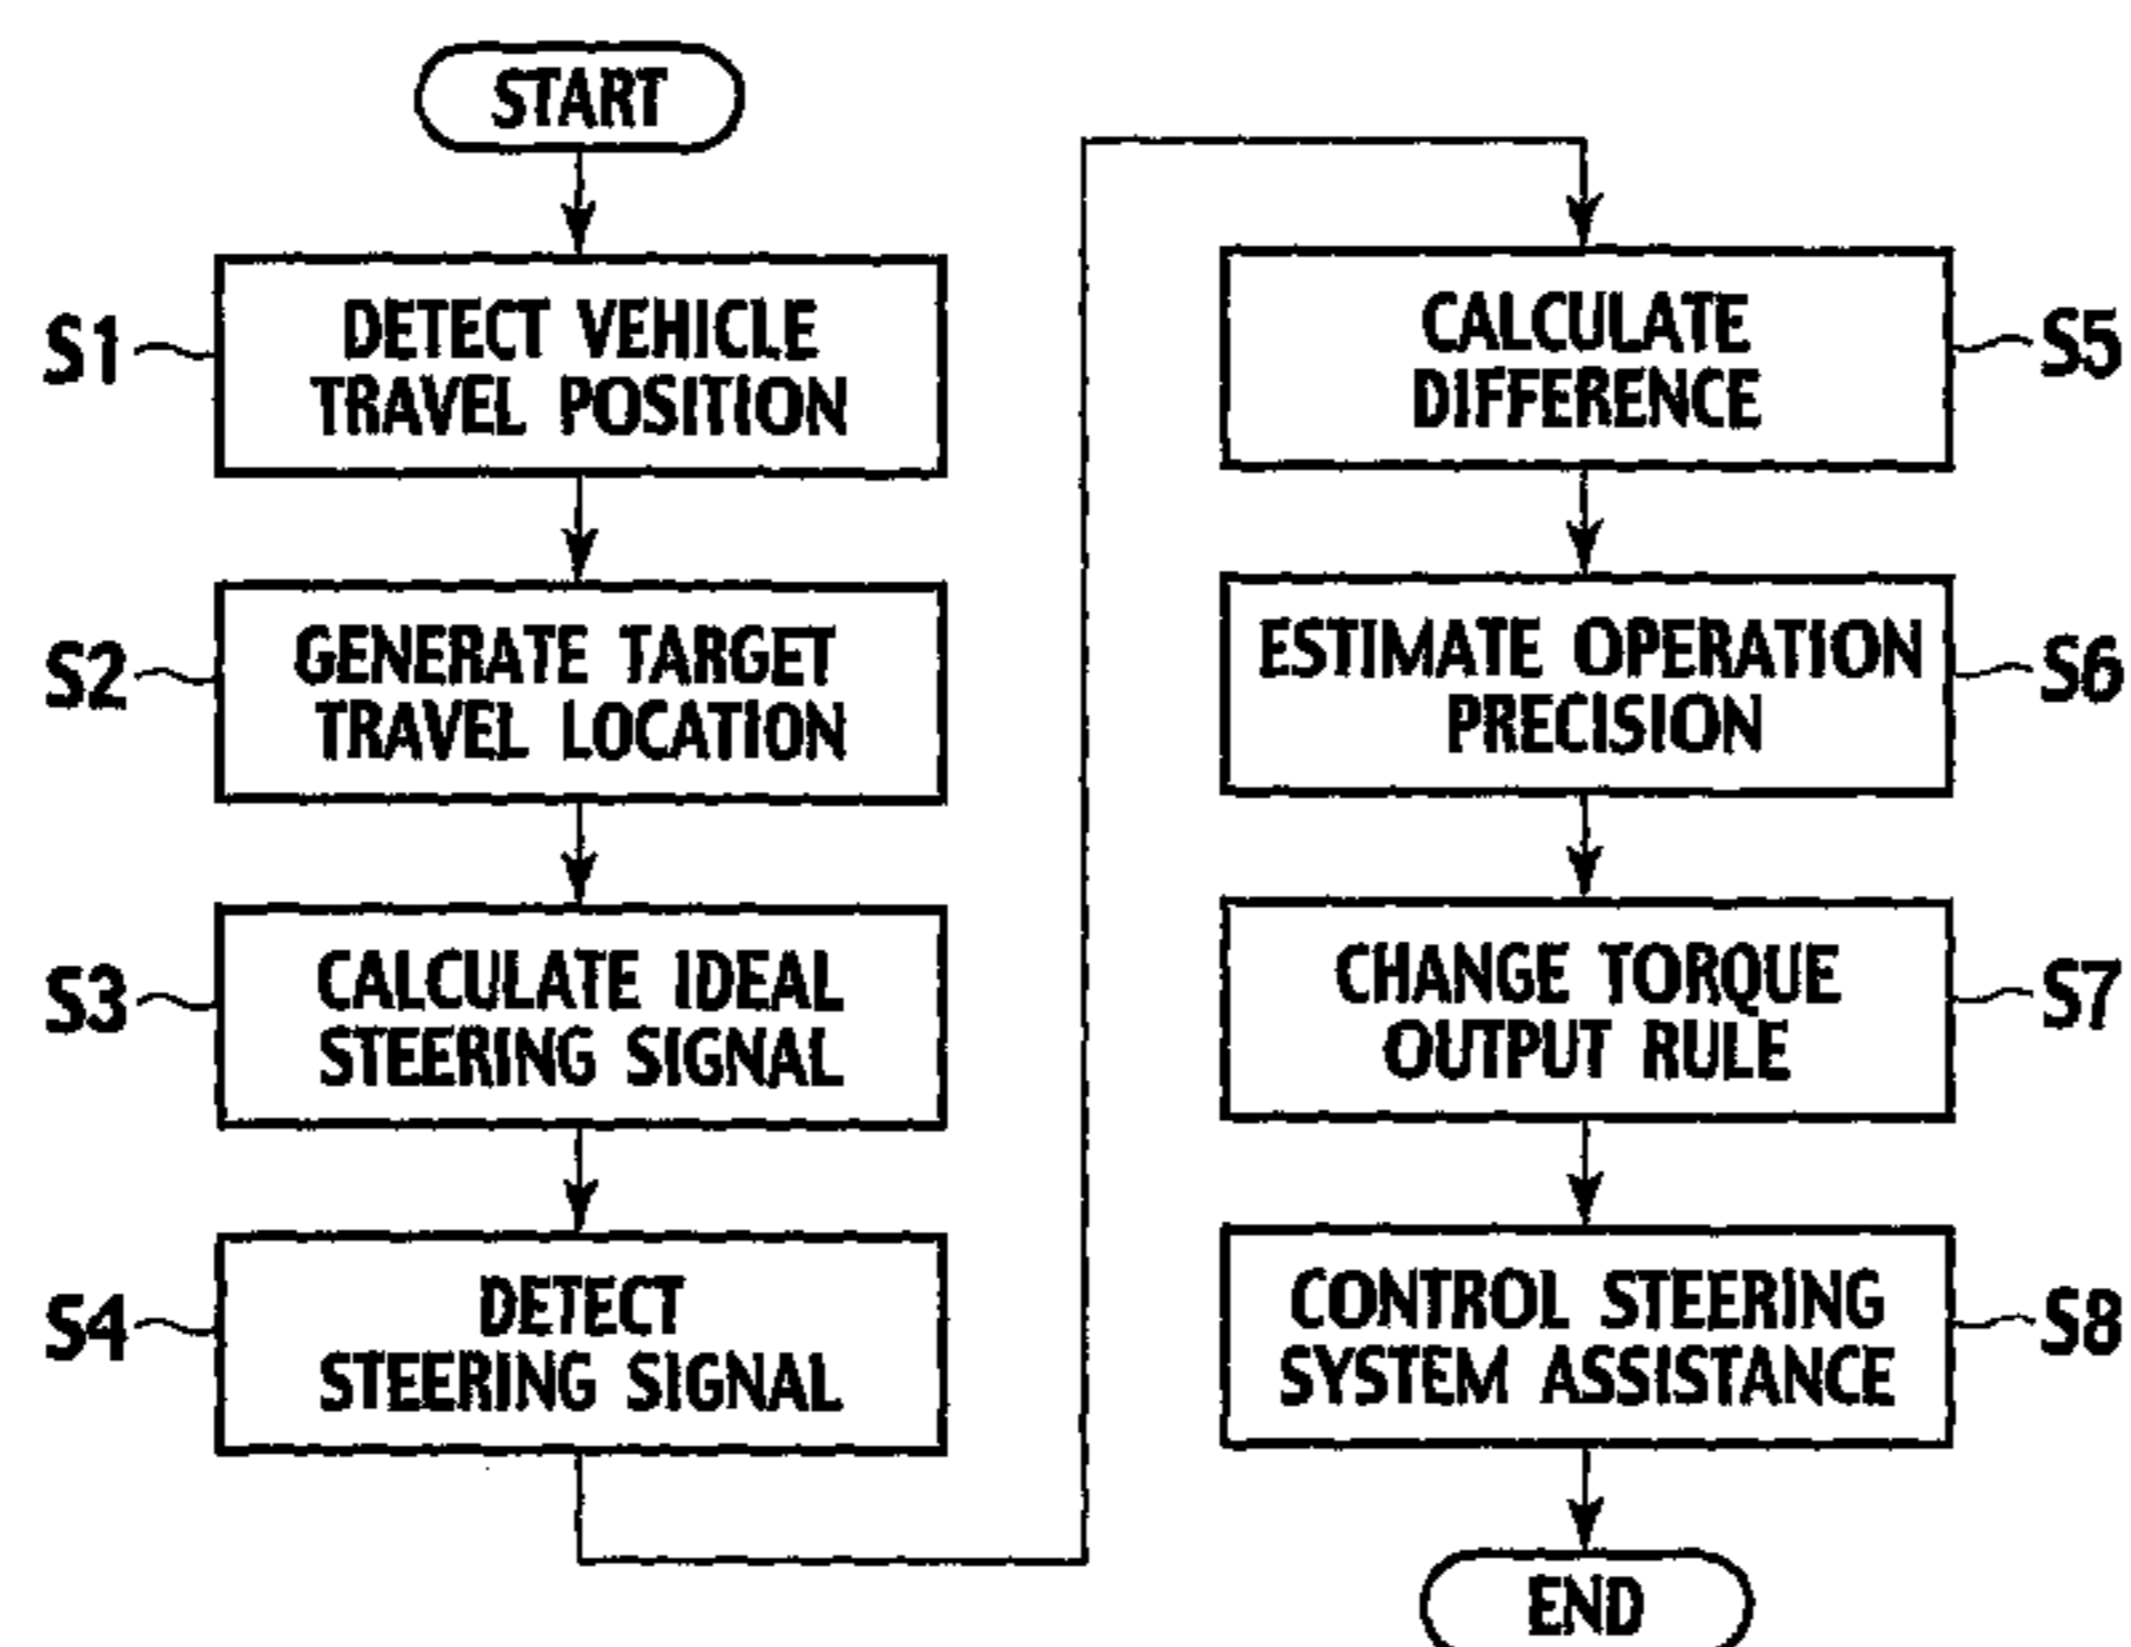 START
S1
DETECT VEHICLE
TRAVEL POSITION
S2
GENERATE TARGET
TRAVEL LOCATION
S3
CALCULATE IDEAL
STEERING SIGNAL
S4
DETECT
STEERING SIGNAL
CALCULATE
DIFFERENCE
S5
ESTIMATE OPERATION
PRECISION
S6
CHANGE TORQUE
OUTPUT RULE
S7
CONTROL STEERING
SYSTEM ASSISTANCE
S8
END